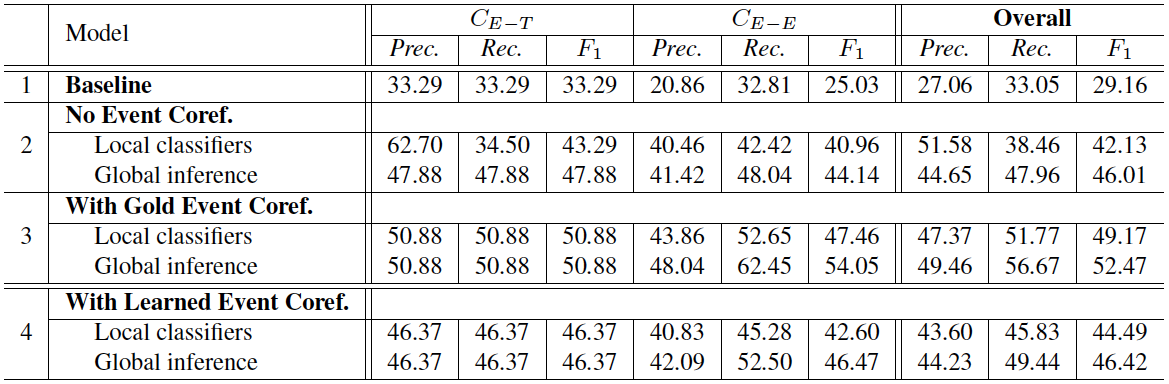 Model C_{E−T} C_{E−E} Overall
Prec. Rec. F1 Prec. Rec. F1 Prec. Rec. F1
1 Baseline 33.29 33.29 33.29 20.86 32.81 25.03 27.06 33.05 29.16
No Event Coref.
2 Local classifiers 62.70 34.50 43.29 40.46 42.42 40.96 51.58 38.46 42.13
Global inference 47.88 47.88 47.88 41.42 48.04 44.14 44.65 47.96 46.01
With Gold Event Coref.
3 Local classifiers 50.88 50.88 50.88 43.86 52.65 47.46 47.37 51.77 49.17
Global inference 50.88 50.88 50.88 48.04 62.45 54.05 49.46 56.67 52.47
With Learned Event Coref.
4 Local classifiers 46.37 46.37 46.37 40.83 45.28 42.60 43.60 45.83 44.49
Global inference 46.37 46.37 46.37 42.09 52.50 46.47 44.23 49.44 46.42